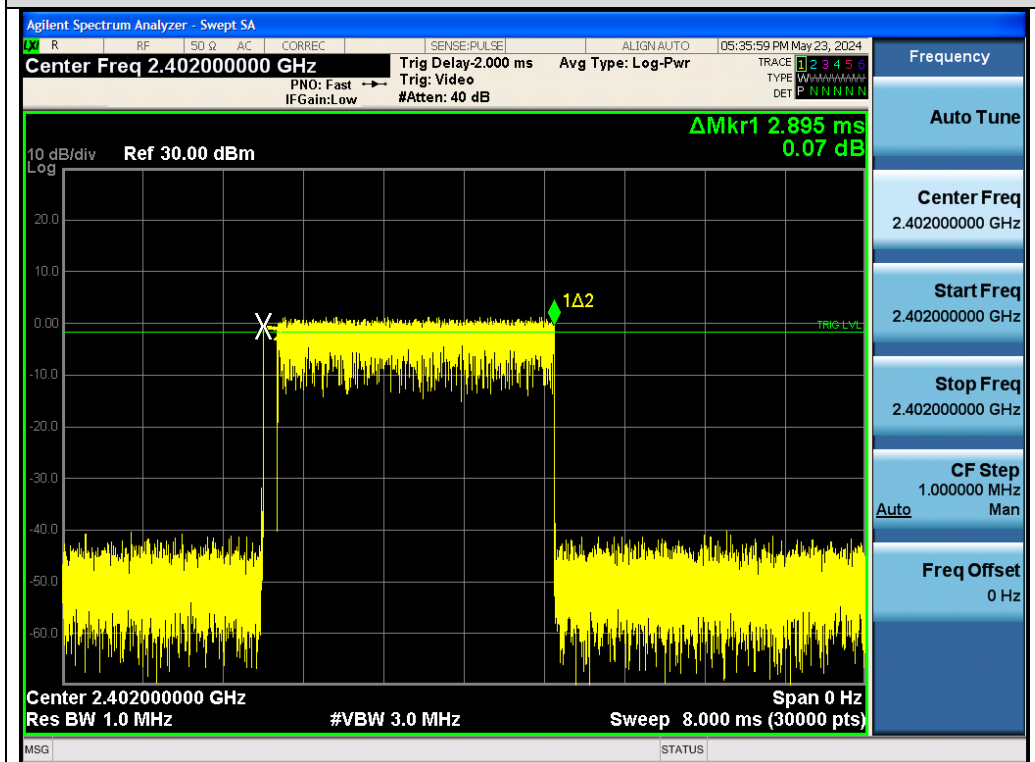 Agilent Spectrum Analyzer - Swept SA
LXI R RF 50 Ω AC CORREC SENSE:PULSE ALIGN AUTO 05:35:59 PM May 23, 2024
Center Freq 2.402000000 GHz
PNO: Fast
IFGain:Low
Trig Delay-2.000 ms
Trig: Video
#Atten: 40 dB
Avg Type: Log-Pwr
TRACE 1 2 3 4 5 6
TYPE WWWWWW
DET P N N N N N
ΔMkr1 2.895 ms
0.07 dB
10 dB/div Ref 30.00 dBm
Log
20.0
10.0
0.00
-10.0
-20.0
-30.0
-40.0
-50.0
-60.0
1Δ2
TRIG LVL
Center 2.402000000 GHz Span 0 Hz
Res BW 1.0 MHz #VBW 3.0 MHz Sweep 8.000 ms (30000 pts)
MSG STATUS
Frequency
Auto Tune
Center Freq
2.402000000 GHz
Start Freq
2.402000000 GHz
Stop Freq
2.402000000 GHz
CF Step
1.000000 MHz
Auto Man
Freq Offset
0 Hz